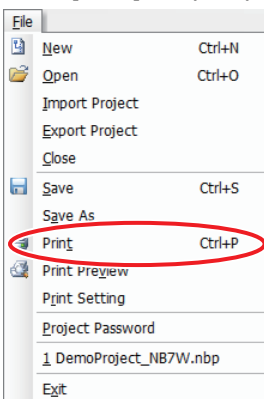 File
New Ctrl+N
Open Ctrl+O
Import Project
Export Project
Close
Save Ctrl+S
Save As
Print Ctrl+P
Print Preview
Print Setting
Project Password
1 DemoProject_NB7W.nbp
Exit